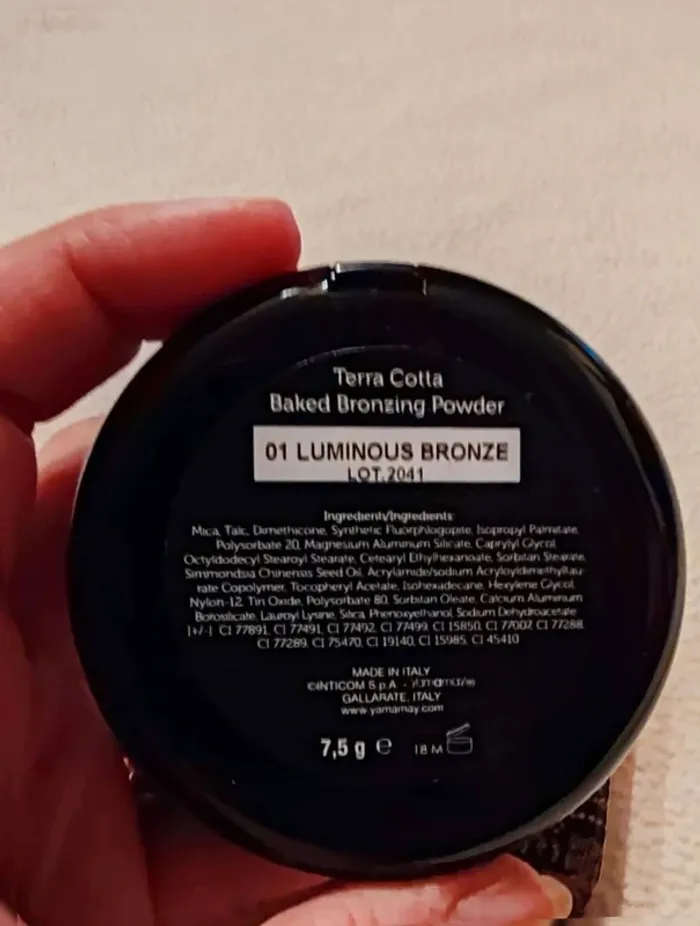 Terra Cotta
Baked Bronzing Powder
01 LUMINOUS BRONZE
LOT.2041
Ingredienti/Ingredients:
Mica, Talc, Dimethicone, Synthetic Fluorphlogopite, Isopropyl Palmitate,
Polysorbate 20, Magnesium Aluminum Silicate, Caprylyl Glycol,
Octyldodecyl Stearoyl Stearate, Cetearyl Ethylhexanoate, Sorbitan Stearate,
Simmondsia Chinensis Seed Oil, Acrylamide/sodium Acryloyldimethyltau-
rate Copolymer, Tocopheryl Acetate, Isohexadecane, Hexylene Glycol,
Nylon-12, Tin Oxide, Polysorbate 80, Sorbitan Oleate, Calcium Aluminum
Borosilicate, Lauroyl Lysine, Silica, Phenoxyethanol, Sodium Dehydroacetate
[+/-] CI 77891, CI 77491, CI 77492, CI 77499, CI 15850, CI 77002, CI 77288,
CI 77289, CI 75470, CI 19140, CI 15985, CI 45410
MADE IN ITALY
©INTICOM S.p.A - yamamay®
GALLARATE, ITALY
www.yamamay.com
7,5 g e 18 M